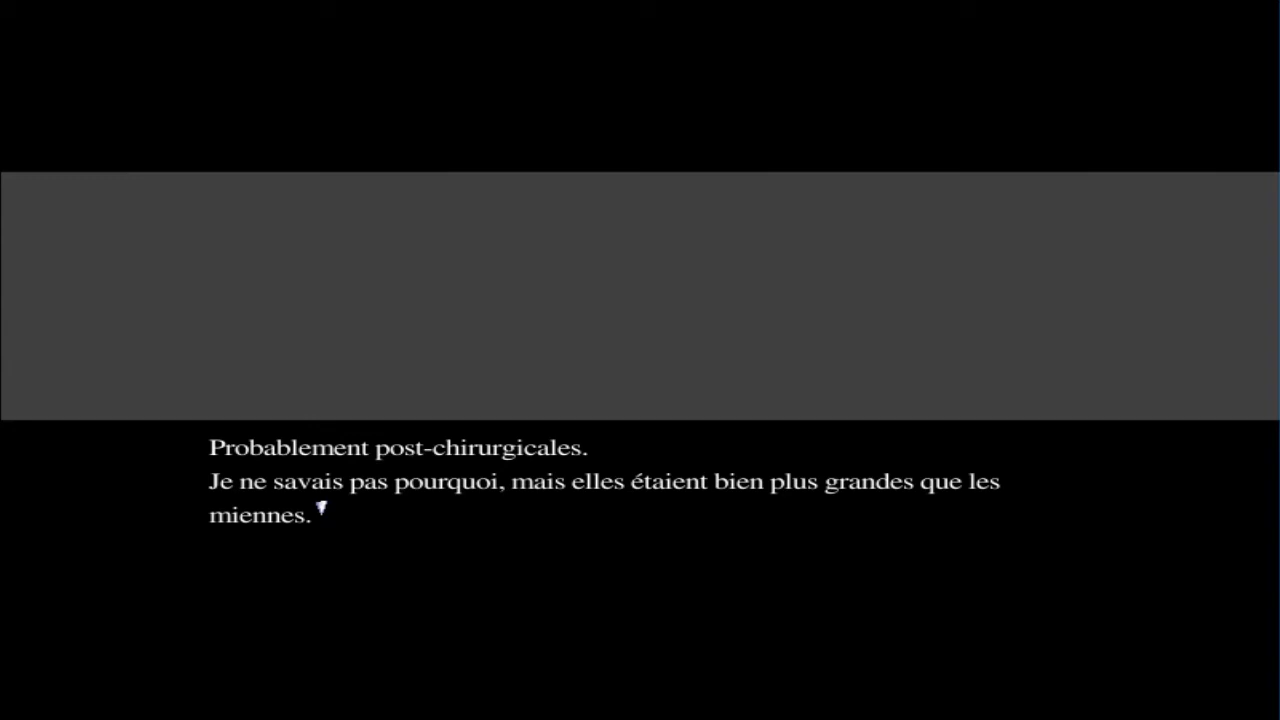 Probablement post-chirurgicales.
Je ne savais pas pourquoi, mais elles étaient bien plus grandes que les
miennes.